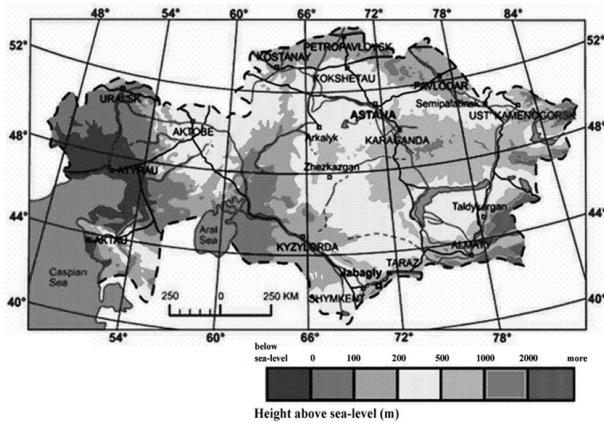 48° 54° 60° 66° 72° 78° 84°
52°
52°
PETROPAVLOVSK
KOSTANAY
KOKSHETAU
PAVLODAR
URALSK
ASTANA
Semipalatinsk
UST' KAMENOGORSK
48°
AKTOBE
48°
Arkalyk
KARAGANDA
ATYRAU
Zhezkazgan
44°
Taldykorgan
44°
AKTAU
Aral
Sea
KYZYLORDA
ALMATY
Caspian
Sea
TARAZ
Jabagly
40°
250 0 250 KM
SHYMKENT
40°
54° 60° 66° 72° 78°
below
sea-level 0 100 200 500 1000 2000 more
Height above sea-level (m)